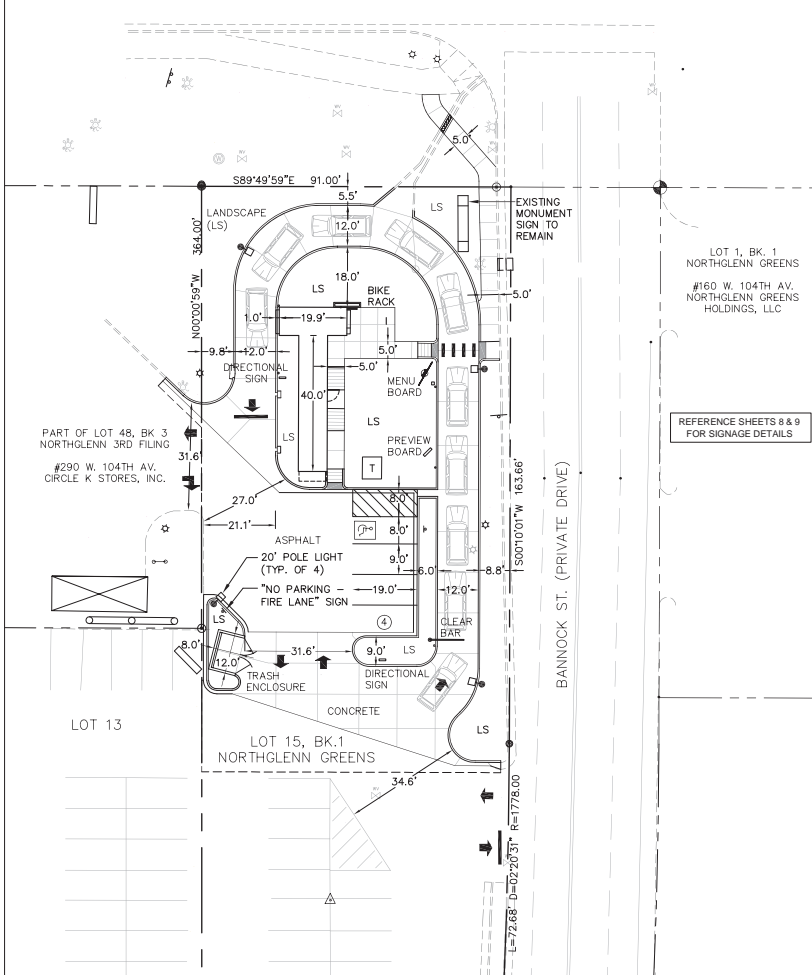 5.0'
S89°49'59"E 91.00'
5.5'
LANDSCAPE
(LS)
12.0'
LS
EXISTING
MONUMENT
SIGN TO
REMAIN
N00°00'59"W 364.00'
18.0'
LS
BIKE
RACK
LOT 1, BK. 1
NORTHGLENN GREENS
#160 W. 104TH AV.
NORTHGLENN GREENS
HOLDINGS, LLC
5.0'
1.0'
19.9'
5.0'
9.8'
12.0'
DIRECTIONAL
SIGN
5.0'
MENU
BOARD
40.0'
LS
LS
PREVIEW
BOARD
T
REFERENCE SHEETS 8 & 9
FOR SIGNAGE DETAILS
PART OF LOT 48, BK 3
NORTHGLENN 3RD FILING
#290 W. 104TH AV.
CIRCLE K STORES, INC.
31.6'
27.0'
21.1'
8.0'
8.0'
9.0'
ASPHALT
20' POLE LIGHT
(TYP. OF 4)
"NO PARKING –
FIRE LANE" SIGN
19.0'
6.0'
12.0'
8.8'
S00°10'01"W 163.66'
BANNOCK ST. (PRIVATE DRIVE)
4
LS
8.0'
12.0'
31.6'
9.0'
LS
CLEAR
BAR
TRASH
ENCLOSURE
DIRECTIONAL
SIGN
CONCRETE
LS
LOT 13
LOT 15, BK.1
NORTHGLENN GREENS
34.6'
L=72.68' D=02°20'31" R=1778.00